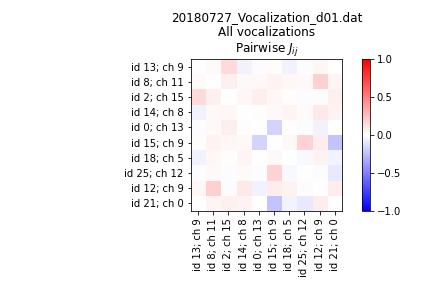 20180727_Vocalization_d01.dat
All vocalizations
Pairwise J_{ij}
id 13; ch 9
id 8; ch 11
id 2; ch 15
id 14; ch 8
id 0; ch 13
id 15; ch 9
id 18; ch 5
id 25; ch 12
id 12; ch 9
id 21; ch 0
1.0
0.5
0.0
−0.5
−1.0
id 13; ch 9
id 8; ch 11
id 2; ch 15
id 14; ch 8
id 0; ch 13
id 15; ch 9
id 18; ch 5
id 25; ch 12
id 12; ch 9
id 21; ch 0